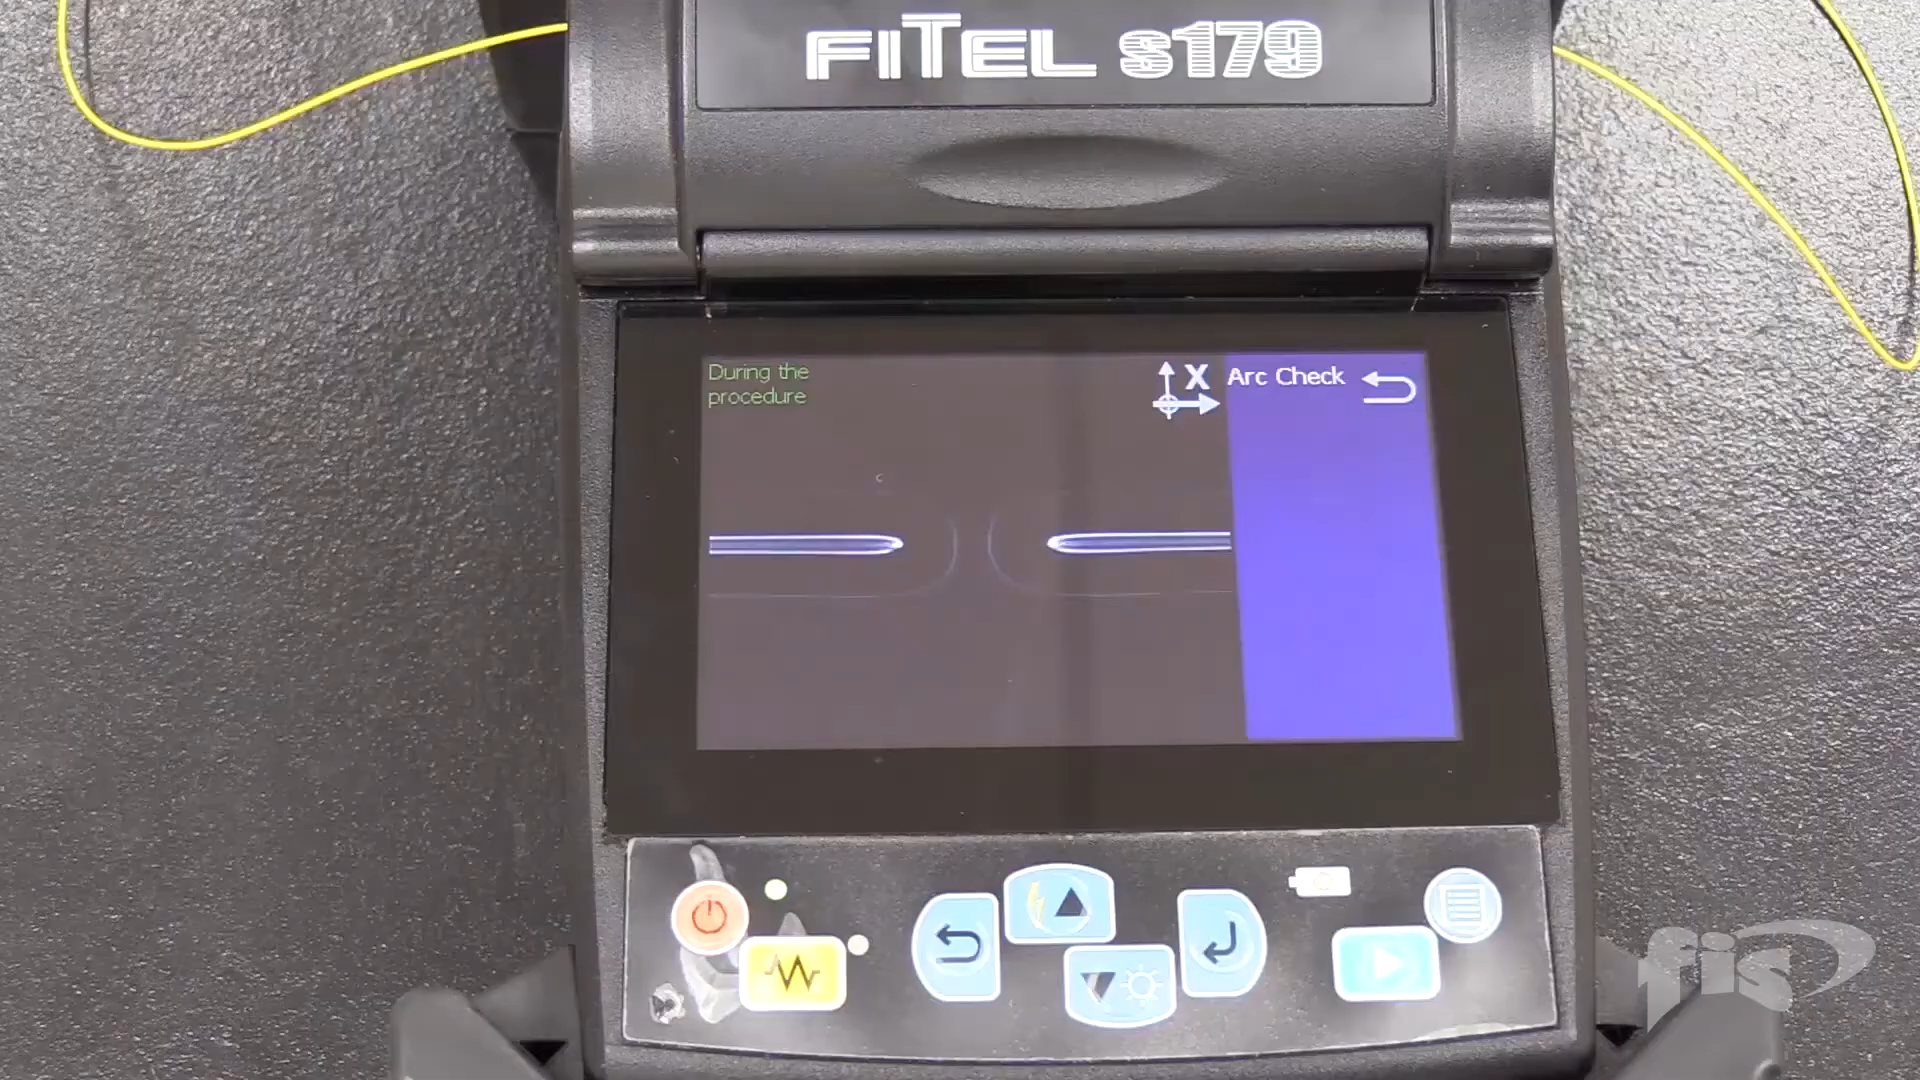 FiTEL S179
During the
procedure
X
Arc Check
fis